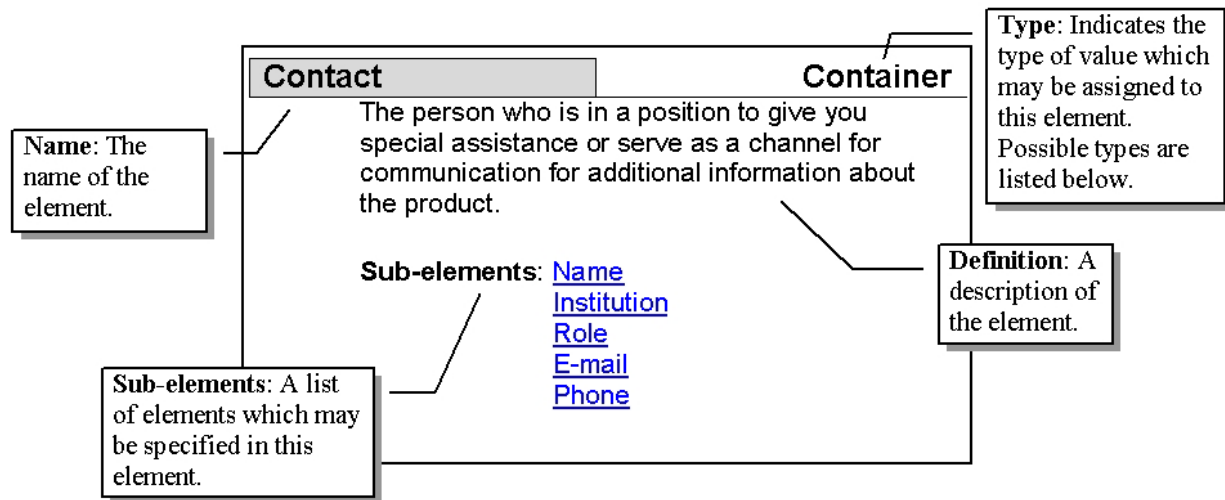 Type: Indicates the
type of value which
may be assigned to
this element.
Possible types are
listed below.
Contact
Container
The person who is in a position to give you
special assistance or serve as a channel for
communication for additional information about
the product.
Name: The
name of the
element.
Sub-elements: Name
Institution
Role
E-mail
Phone
Definition: A
description of
the element.
Sub-elements: A list
of elements which may
be specified in this
element.